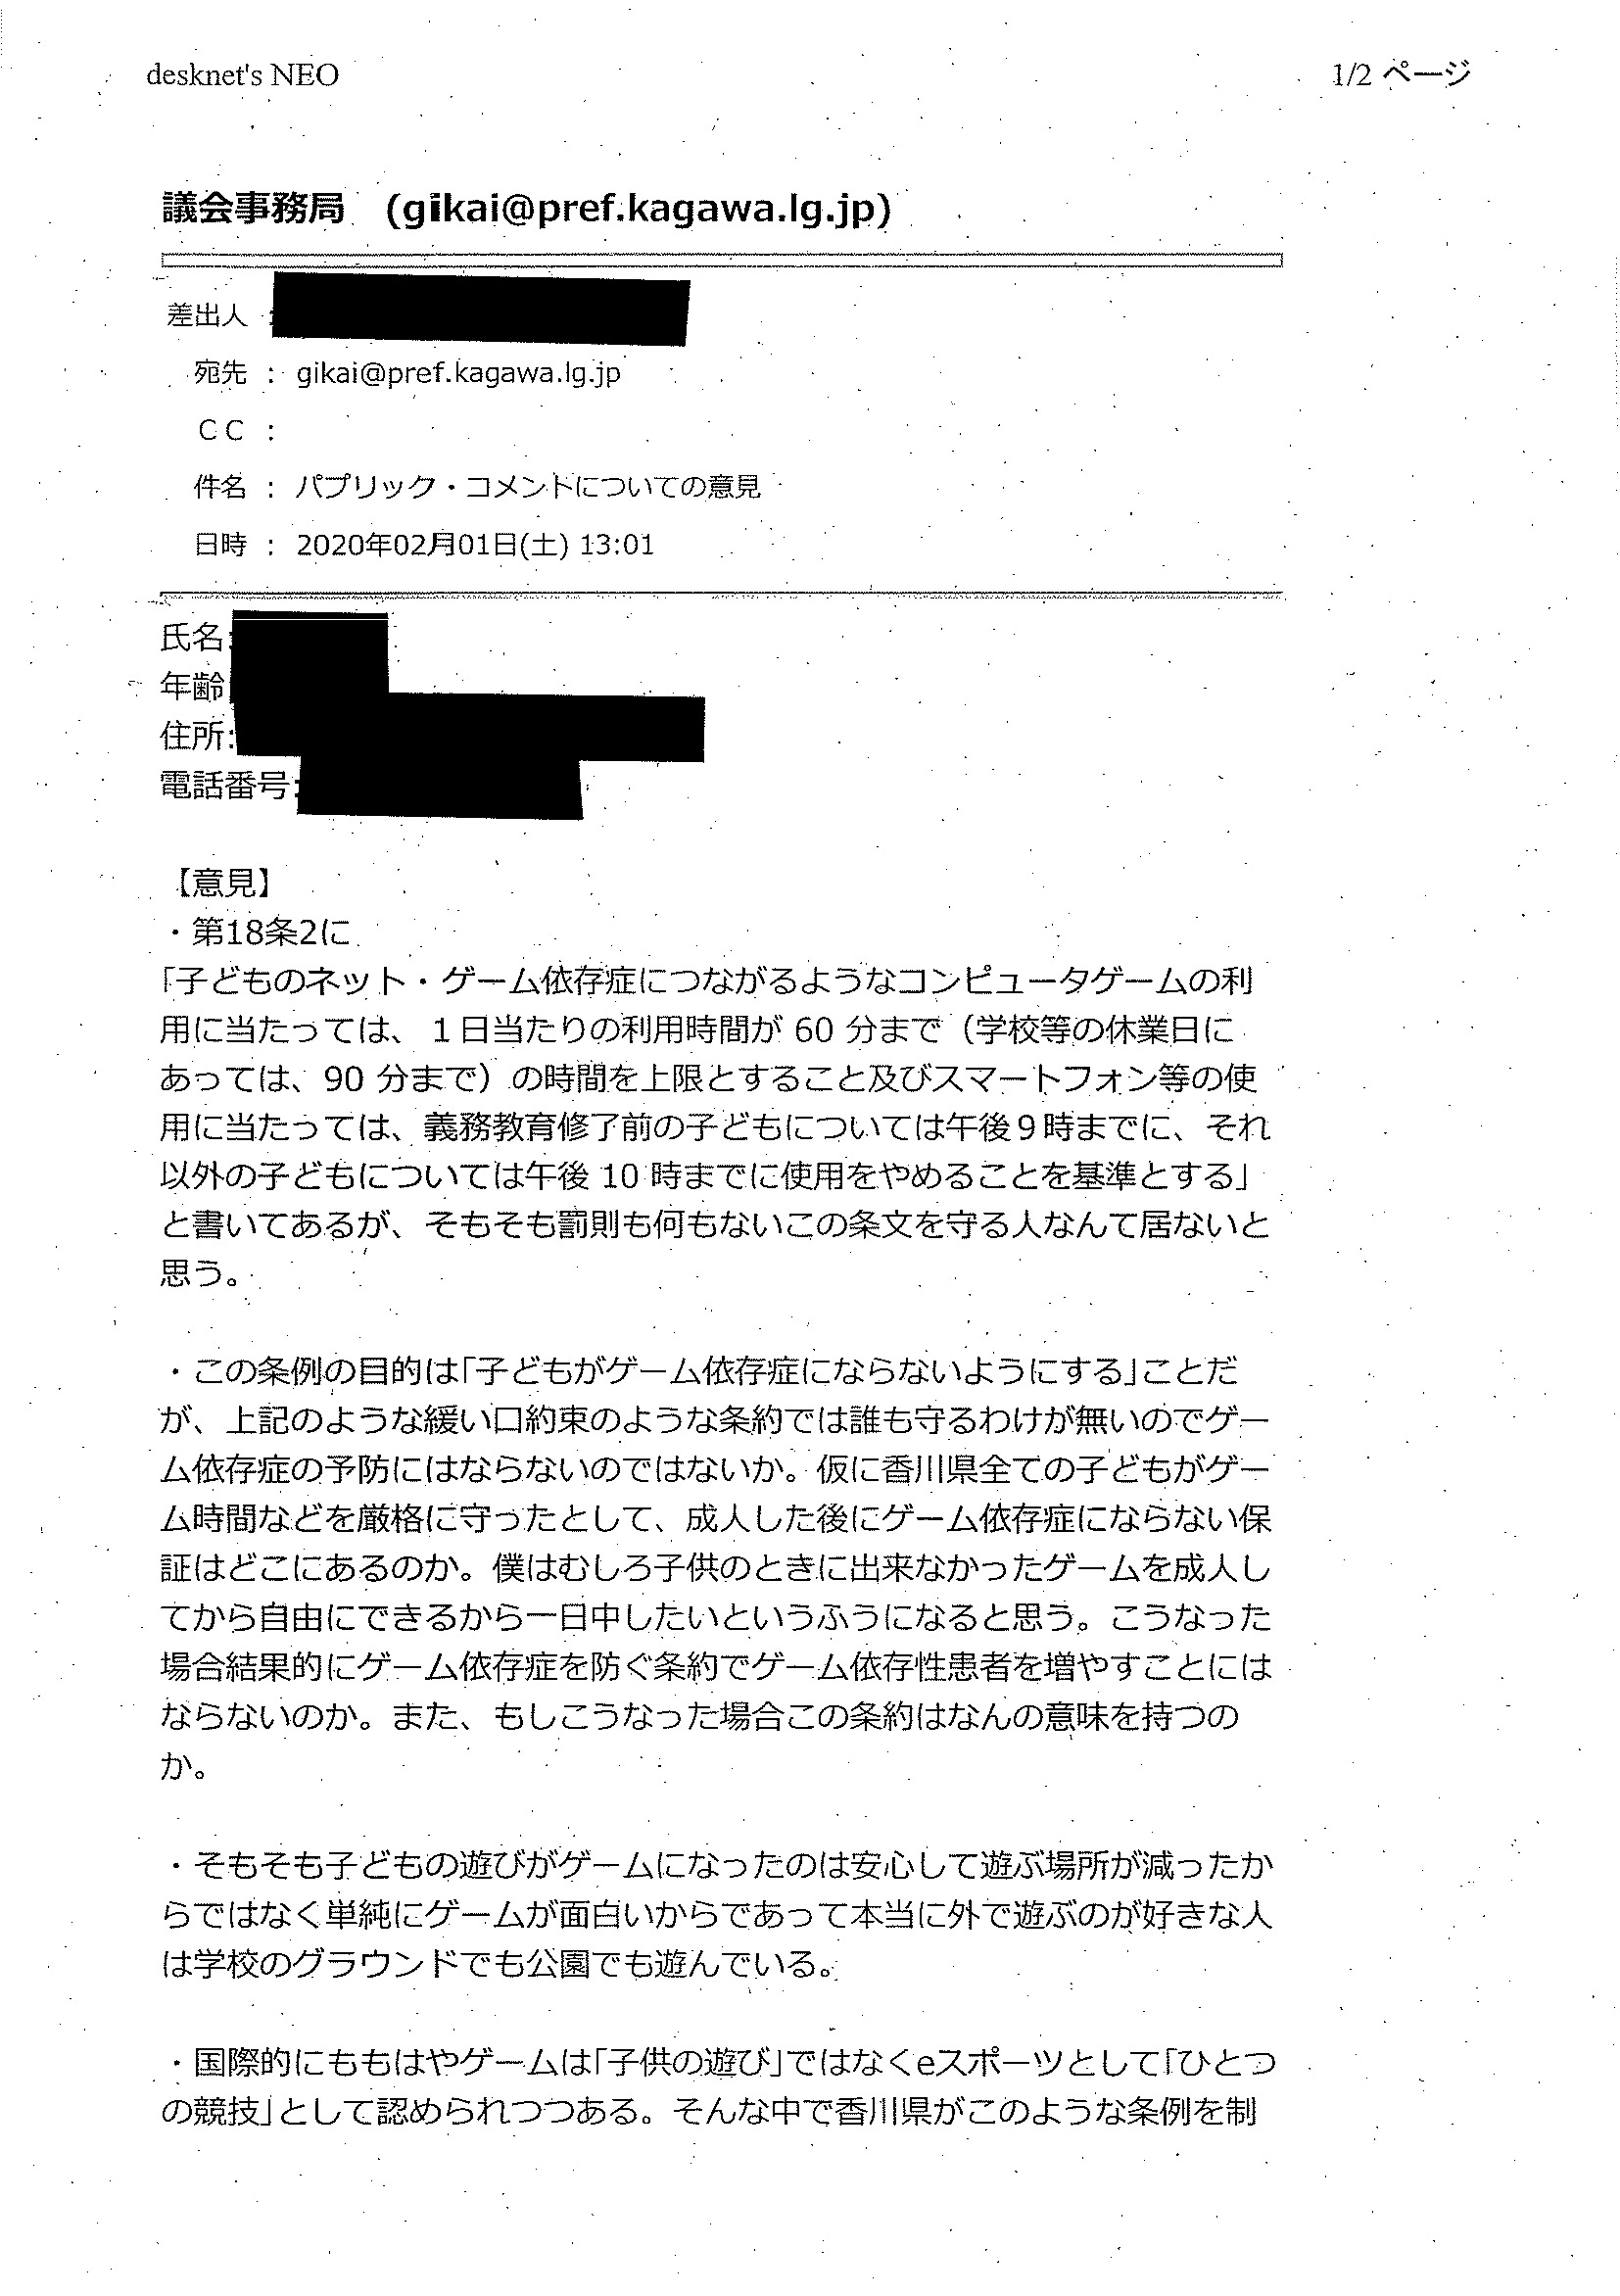 desknet's NEO
1/2 ページ
議会事務局 (gikai@pref.kagawa.lg.jp)
差出人 :
宛先 : gikai@pref.kagawa.lg.jp
CC :
件名 : パブリック・コメントについての意見
日時 : 2020年02月01日(土) 13:01
氏名:
年齢
住所:
電話番号:
【意見】
・第18条2に
「子どものネット・ゲーム依存症につながるようなコンピュータゲームの利
用に当たっては、１日当たりの利用時間が 60 分まで（学校等の休業日に
あっては、90 分まで）の時間を上限とすること及びスマートフォン等の使
用に当たっては、義務教育修了前の子どもについては午後９時までに、それ
以外の子どもについては午後 10 時までに使用をやめることを基準とする」
と書いてあるが、そもそも罰則も何もないこの条文を守る人なんて居ないと
思う。
・この条例の目的は「子どもがゲーム依存症にならないようにする」ことだ
が、上記のような緩い口約束のような条約では誰も守るわけが無いのでゲー
ム依存症の予防にはならないのではないか。仮に香川県全ての子どもがゲー
ム時間などを厳格に守ったとして、成人した後にゲーム依存症にならない保
証はどこにあるのか。僕はむしろ子供のときに出来なかったゲームを成人し
てから自由にできるから一日中したいというふうになると思う。こうなった
場合結果的にゲーム依存症を防ぐ条約でゲーム依存性患者を増やすことには
ならないのか。また、もしこうなった場合この条約はなんの意味を持つの
か。
・そもそも子どもの遊びがゲームになったのは安心して遊ぶ場所が減ったか
らではなく単純にゲームが面白いからであって本当に外で遊ぶのが好きな人
は学校のグラウンドでも公園でも遊んでいる。
・国際的にももはやゲームは「子供の遊び」ではなくeスポーツとして「ひとつ
の競技」として認められつつある。そんな中で香川県がこのような条例を制